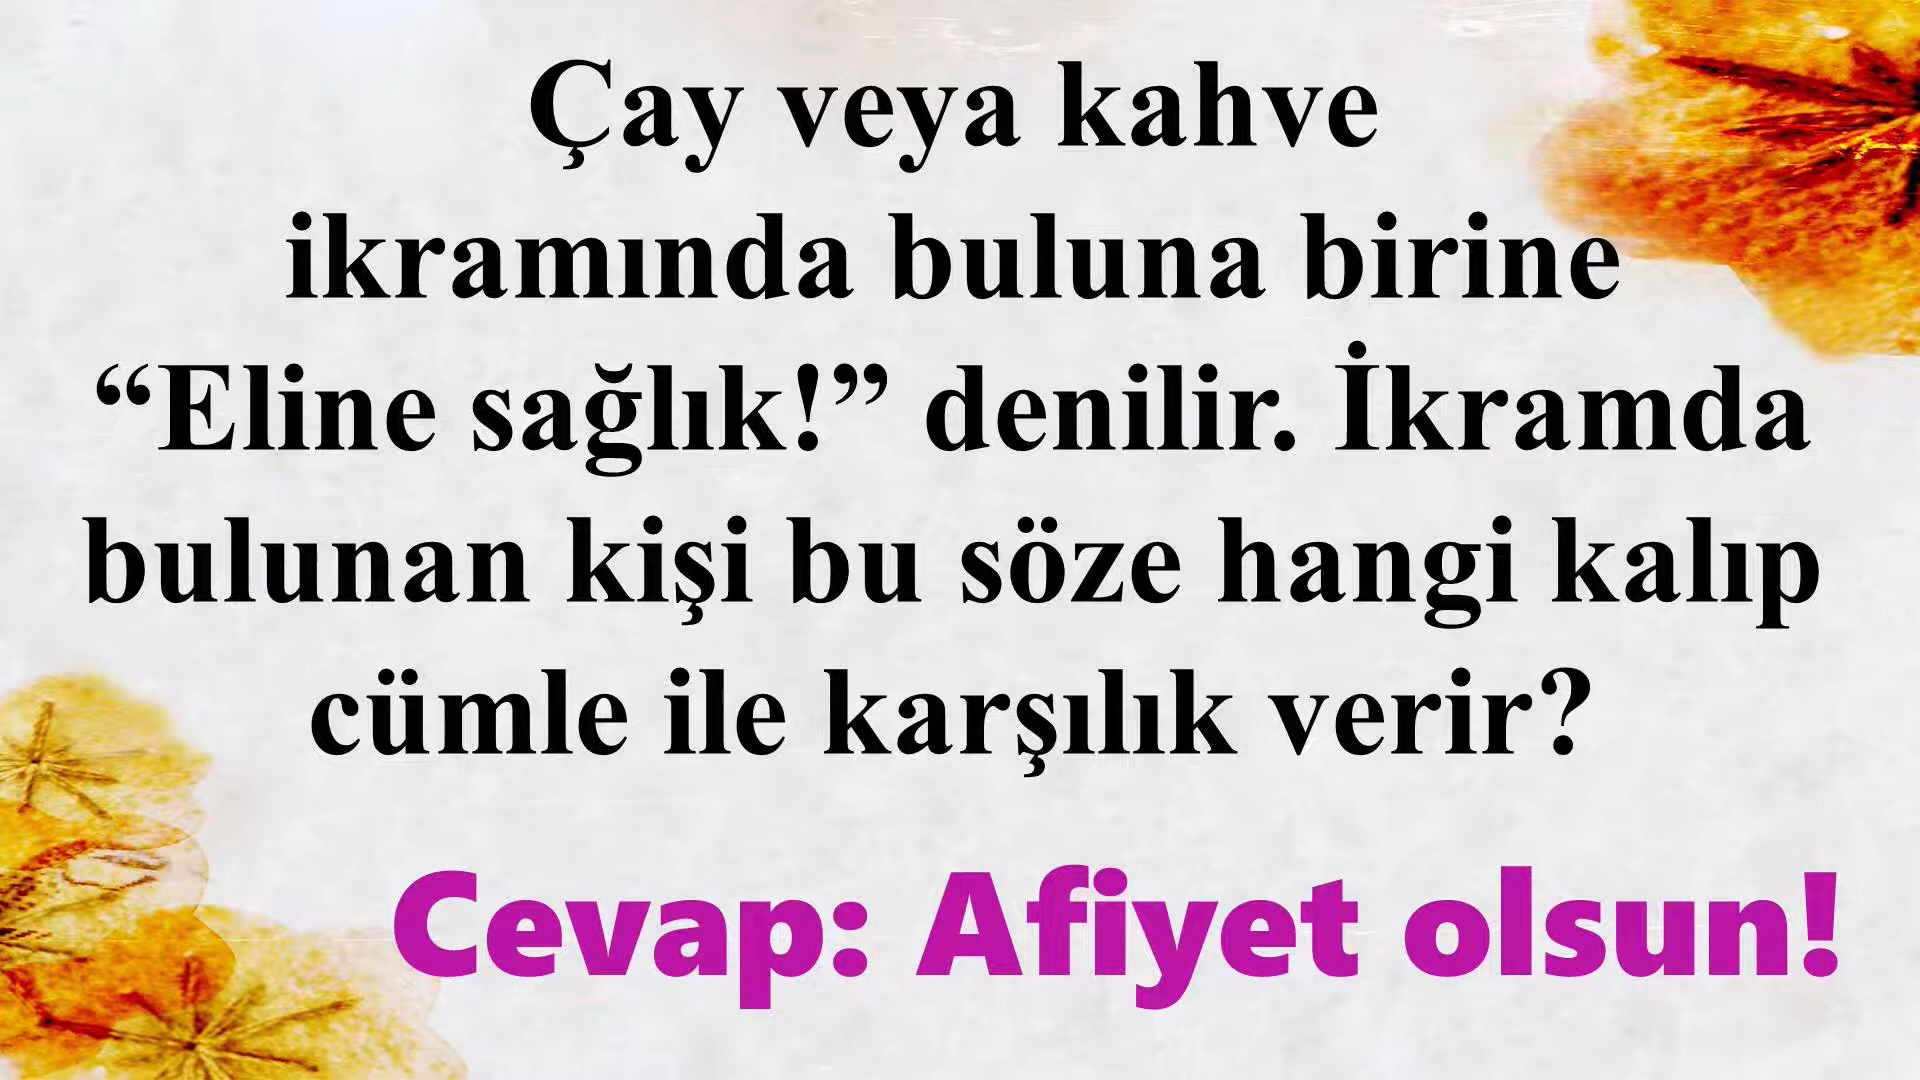 Çay veya kahve
ikramında buluna birine
“Eline sağlık!” denilir. İkramda
bulunan kişi bu söze hangi kalıp
cümle ile karşılık verir?
Cevap: Afiyet olsun!